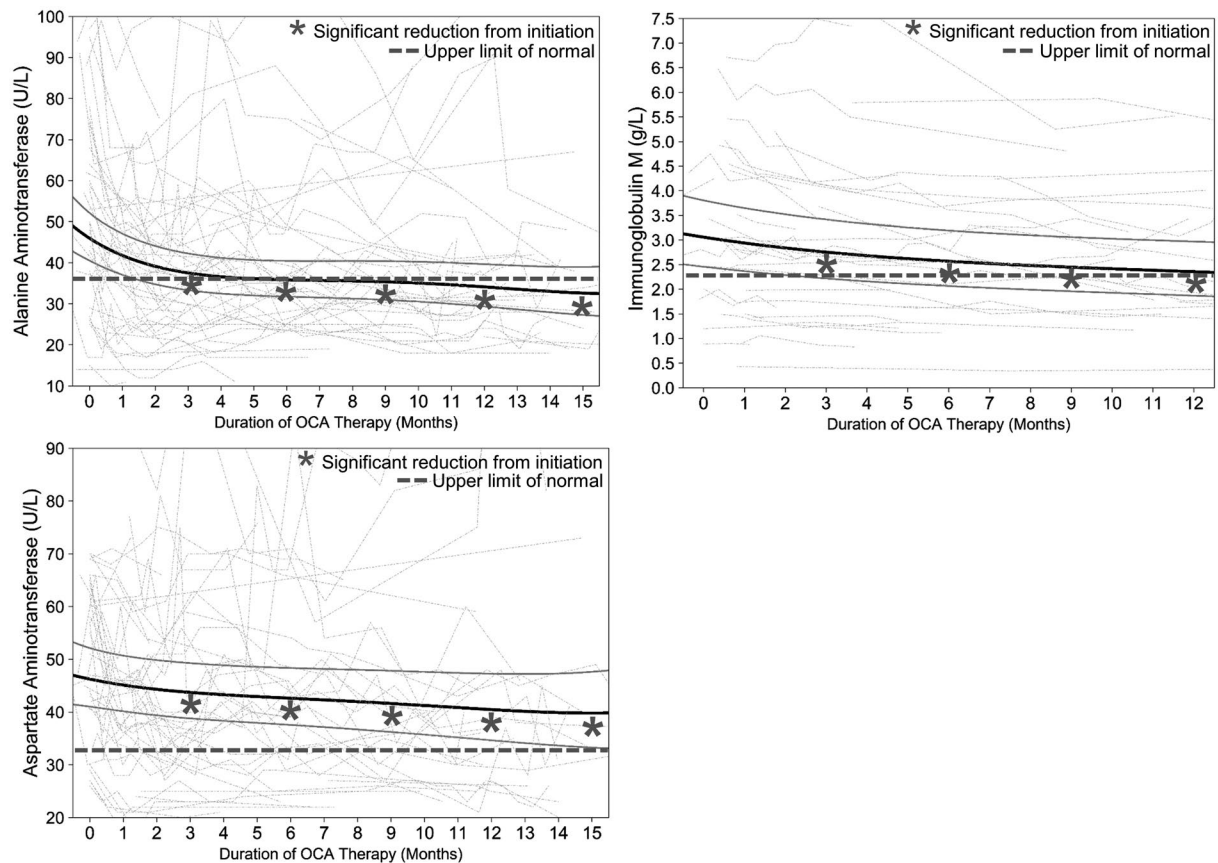 * Significant reduction from initiation
Upper limit of normal
Alanine Aminotransferase (U/L)
100
90
80
70
60
50
40
30
20
10
0 1 2 3 4 5 6 7 8 9 10 11 12 13 14 15
Duration of OCA Therapy (Months)
* Significant reduction from initiation
Upper limit of normal
Immunoglobulin M (g/L)
7.5
7.0
6.5
6.0
5.5
5.0
4.5
4.0
3.5
3.0
2.5
2.0
1.5
1.0
0.5
0.0
0 1 2 3 4 5 6 7 8 9 10 11 12
Duration of OCA Therapy (Months)
* Significant reduction from initiation
Upper limit of normal
Aspartate Aminotransferase (U/L)
90
80
70
60
50
40
30
20
0 1 2 3 4 5 6 7 8 9 10 11 12 13 14 15
Duration of OCA Therapy (Months)